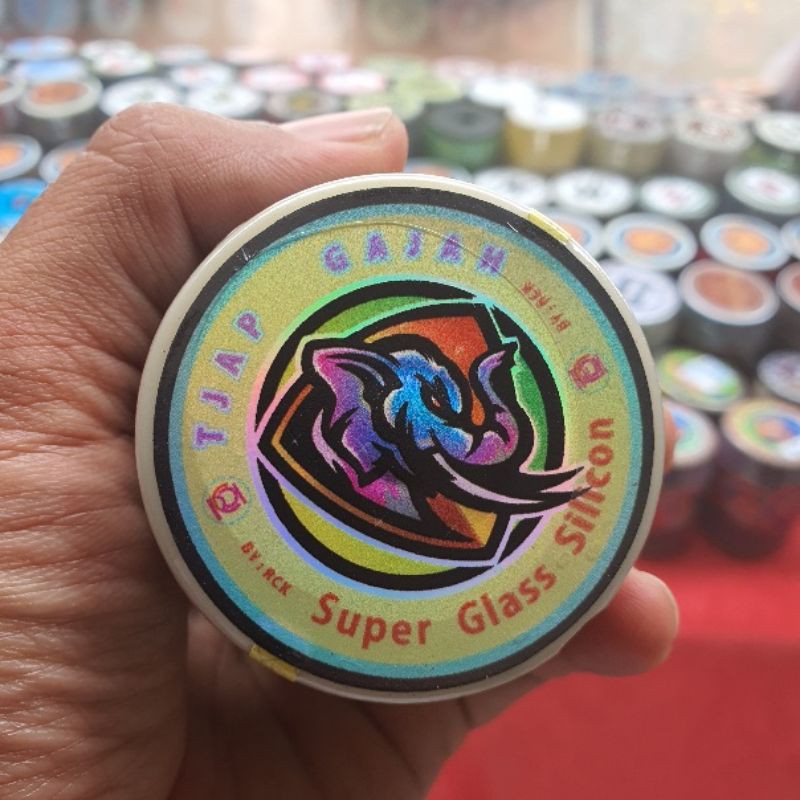 TJAP GAJAH
BY : RCK
BY : RCK
Super Glass Silicon